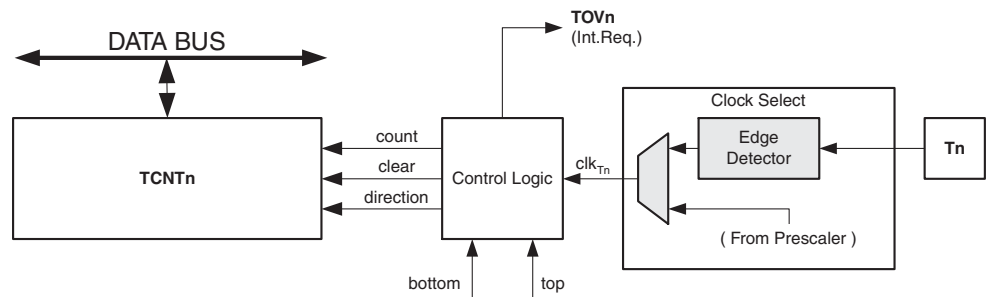 TOVn
(Int.Req.)
DATA BUS
Clock Select
count
Edge
Detector
Tn
TCNTn
clear
Control Logic
clkTn
direction
( From Prescaler )
bottom
top